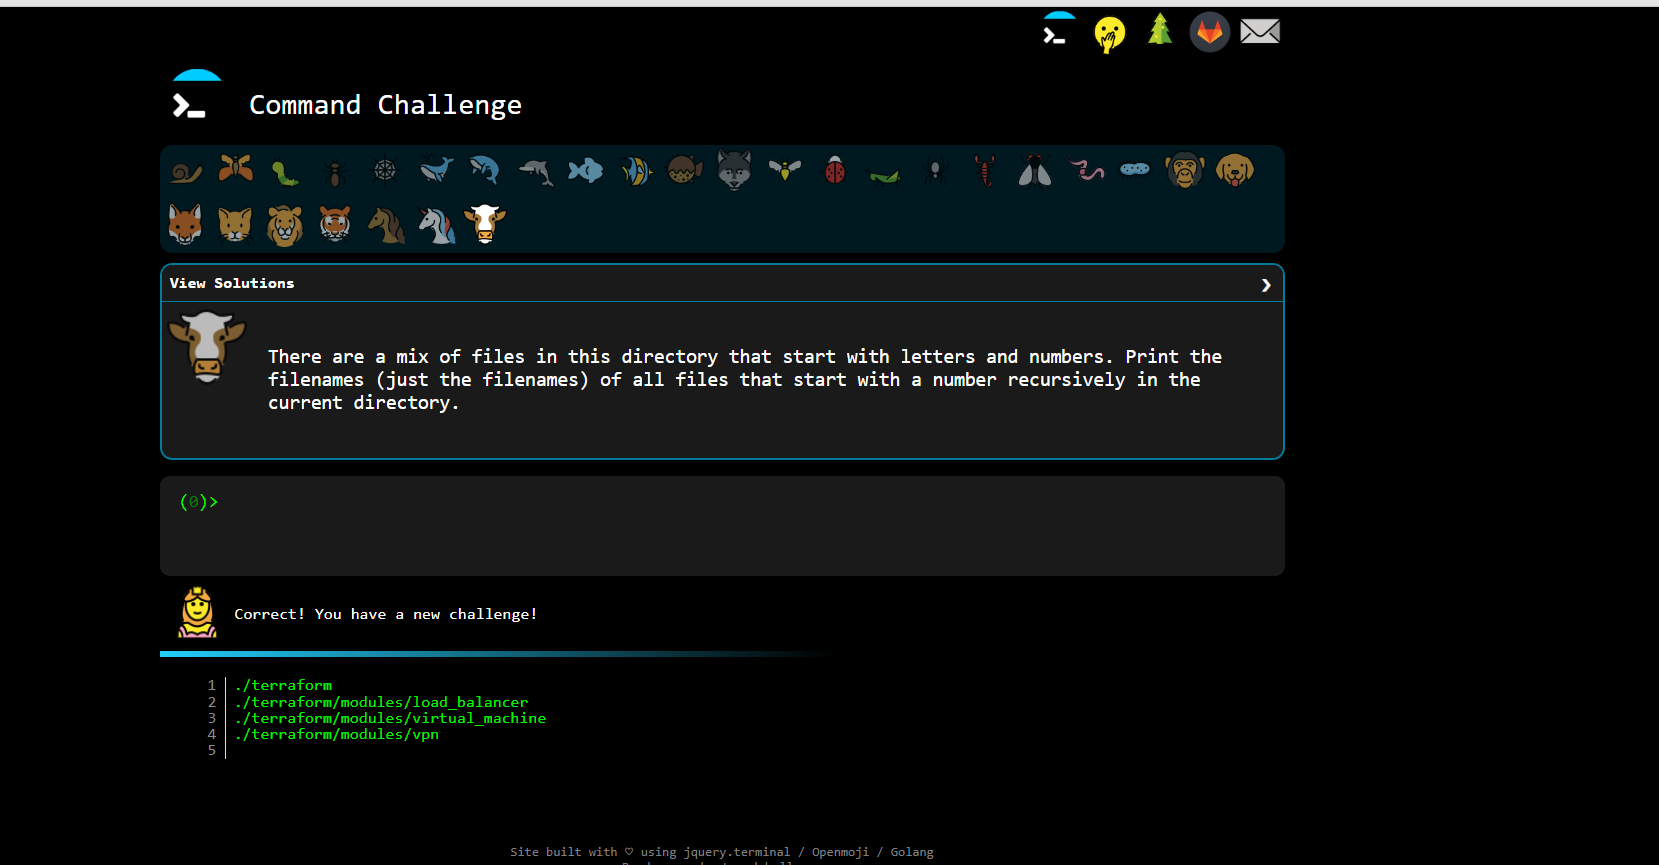 Command Challenge
View Solutions
There are a mix of files in this directory that start with letters and numbers. Print the
filenames (just the filenames) of all files that start with a number recursively in the
current directory.
(0)>
Correct! You have a new challenge!
1 ./terraform
2 ./terraform/modules/load_balancer
3 ./terraform/modules/virtual_machine
4 ./terraform/modules/vpn
5
Site built with ♡ using jquery.terminal / Openmoji / Golang